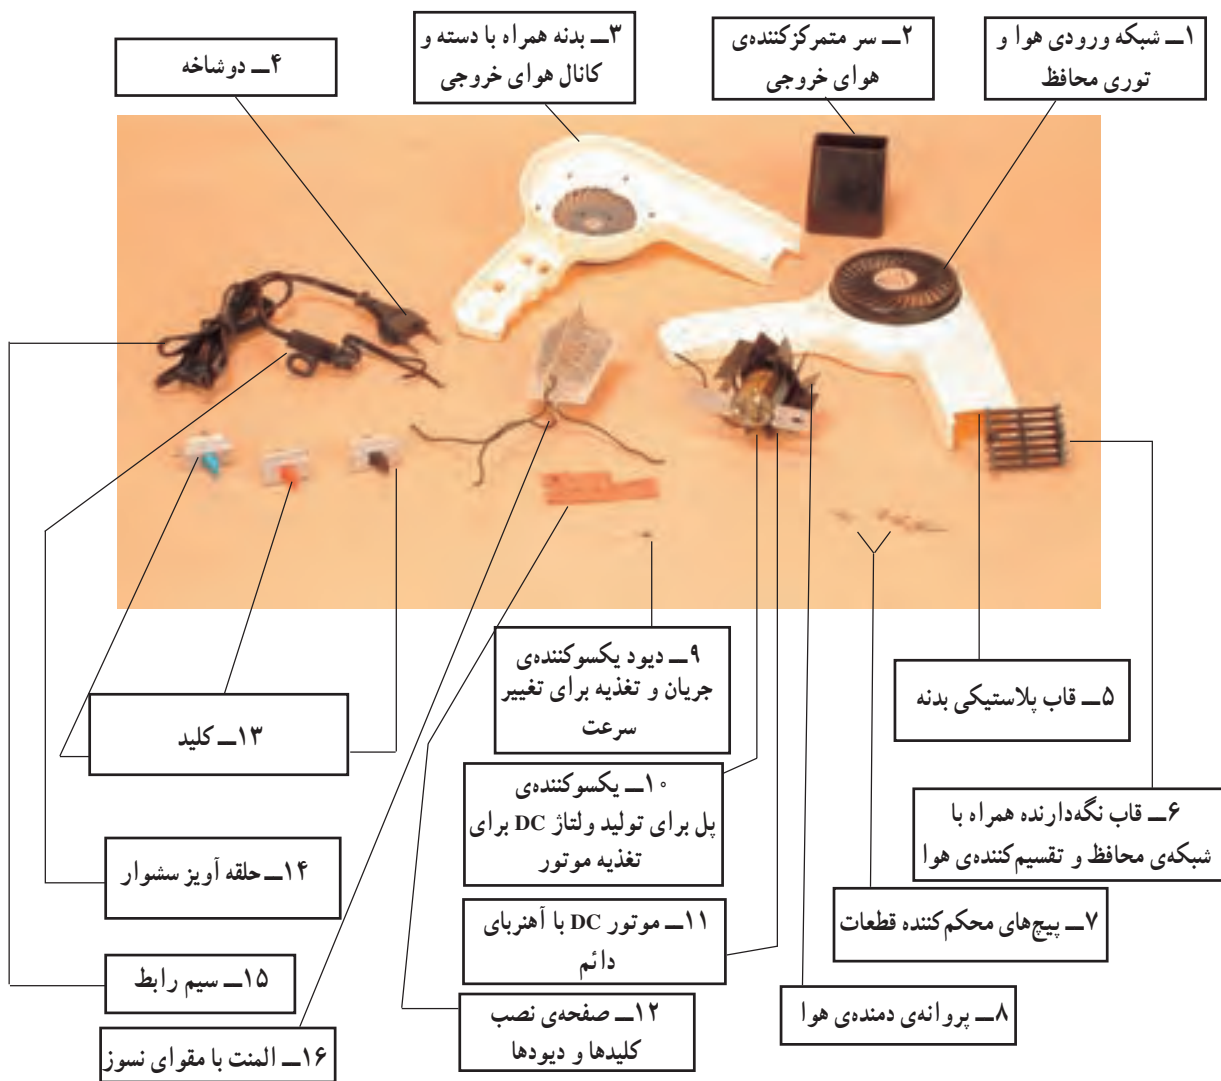 ۱ــ شبکه ورودی هوا و
توری محافظ
۲ــ سر متمرکزکننده‌ی
هوای خروجی
۳ــ بدنه همراه با دسته و
کانال هوای خروجی
۴ــ دوشاخه
۵ــ قاب پلاستیکی بدنه
۶ــ قاب نگه‌دارنده همراه با
شبکه‌ی محافظ و تقسیم‌کننده‌ی هوا
۷ــ پیچ‌های محکم‌کننده قطعات
۸ــ پروانه‌ی دمنده‌ی هوا
۹ــ دیود یکسوکننده‌ی
جریان و تغذیه برای تغییر
سرعت
۱۰ــ یکسوکننده‌ی
پل برای تولید ولتاژ DC برای
تغذیه موتور
۱۱ــ موتور DC با آهنربای
دائم
۱۲ــ صفحه‌ی نصب
کلیدها و دیودها
۱۳ــ کلید
۱۴ــ حلقه آویز سشوار
۱۵ــ سیم رابط
۱۶ــ المنت با مقوای نسوز